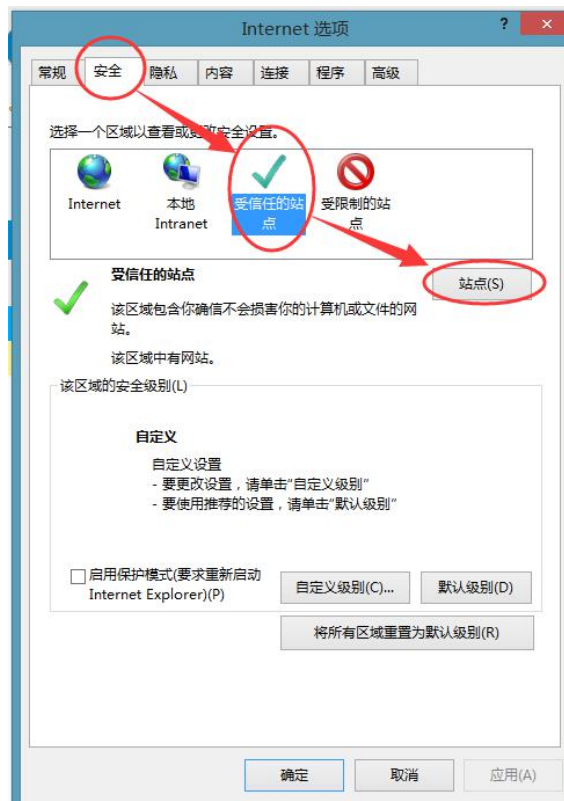 Internet 选项
?
常规 安全 隐私 内容 连接 程序 高级
选择一个区域以查看或更改安全设置。
Internet
本地
Intranet
受信任的站
点
受限制的站
点
受信任的站点
站点(S)
该区域包含你确信不会损害你的计算机或文件的网
站。
该区域中有网站。
该区域的安全级别(L)
自定义
自定义设置
- 要更改设置，请单击“自定义级别”
- 要使用推荐的设置，请单击“默认级别”
启用保护模式(要求重新启动
Internet Explorer)(P)
自定义级别(C)...
默认级别(D)
将所有区域重置为默认级别(R)
确定
取消
应用(A)